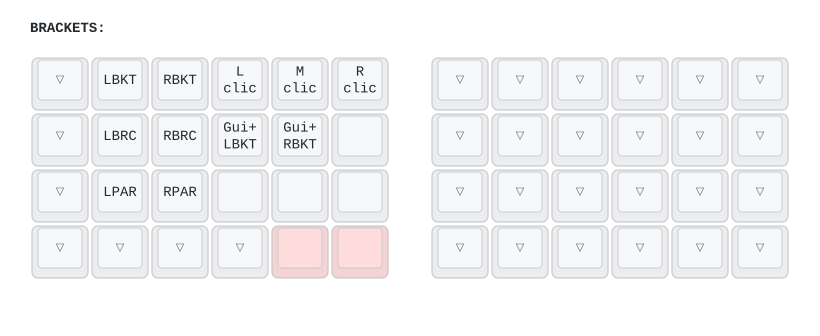 BRACKETS:
▽ LBKT RBKT L clic M clic R clic ▽ ▽ ▽ ▽ ▽ ▽
▽ LBRC RBRC Gui+ LBKT Gui+ RBKT ▽ ▽ ▽ ▽ ▽ ▽
▽ LPAR RPAR ▽ ▽ ▽ ▽ ▽ ▽
▽ ▽ ▽ ▽ ▽ ▽ ▽ ▽ ▽ ▽